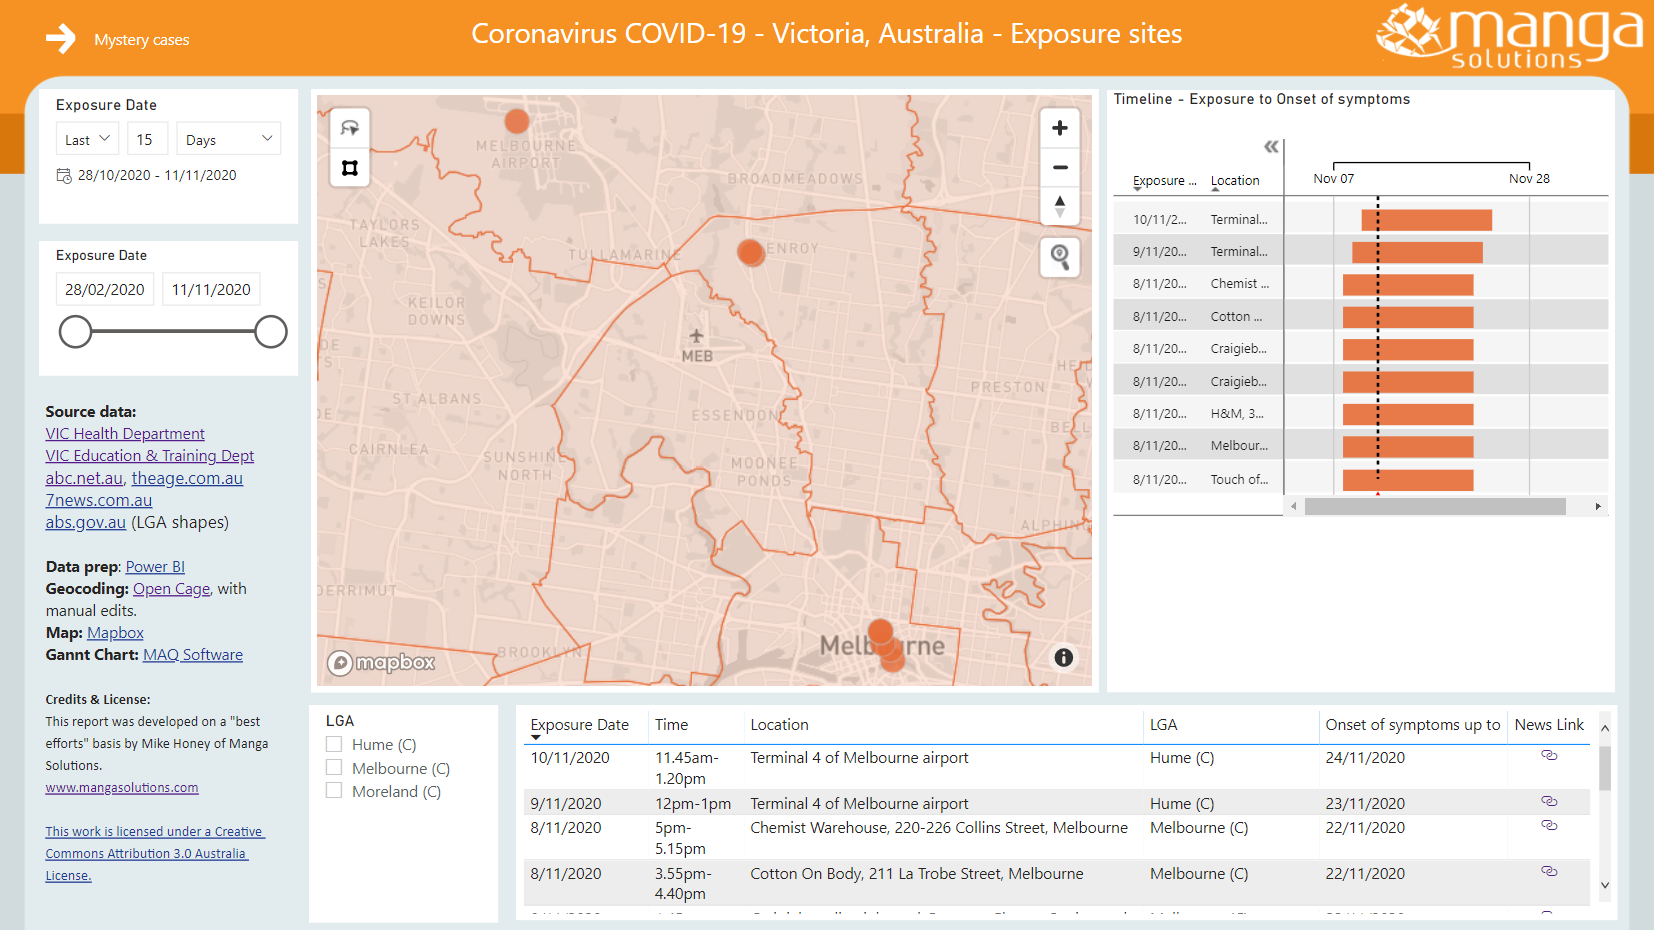 Mystery cases
Coronavirus COVID-19 - Victoria, Australia - Exposure sites
manga
solutions
Exposure Date
Last 15 Days
28/10/2020 - 11/11/2020
Exposure Date
28/02/2020 11/11/2020
Source data:
VIC Health Department
VIC Education & Training Dept
abc.net.au, theage.com.au
7news.com.au
abs.gov.au (LGA shapes)
Data prep: Power BI
Geocoding: Open Cage, with
manual edits.
Map: Mapbox
Gannt Chart: MAQ Software
Credits & License:
This report was developed on a "best
efforts" basis by Mike Honey of Manga
Solutions.
www.mangasolutions.com
This work is licensed under a Creative
Commons Attribution 3.0 Australia
License.
MELBOURNE
AIRPORT
BROADMEADOWS
TAYLORS
LAKES
TULLAMARINE
ENROY
KEILOR
DOWNS
MEB
PRESTON
ST ALBANS
ESSENDON
CAIRNLEA
SUNSHINE
NORTH
MOONEE
PONDS
BELL
ALPHING
DERRIMUT
BROOKLYN
Melb rne
mapbox
Timeline - Exposure to Onset of symptoms
Nov 07 Nov 28
Exposure ... Location
10/11/2... Terminal...
9/11/20... Terminal...
8/11/20... Chemist ...
8/11/20... Cotton ...
8/11/20... Craigieb...
8/11/20... Craigieb...
8/11/20... H&M, 3...
8/11/20... Melbour...
8/11/20... Touch of...
LGA
Hume (C)
Melbourne (C)
Moreland (C)
Exposure Date Time Location LGA Onset of symptoms up to News Link
10/11/2020 11.45am- Terminal 4 of Melbourne airport Hume (C) 24/11/2020
1.20pm
9/11/2020 12pm-1pm Terminal 4 of Melbourne airport Hume (C) 23/11/2020
8/11/2020 5pm- Chemist Warehouse, 220-226 Collins Street, Melbourne Melbourne (C) 22/11/2020
5.15pm
8/11/2020 3.55pm- Cotton On Body, 211 La Trobe Street, Melbourne Melbourne (C) 22/11/2020
4.40pm